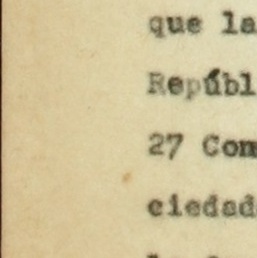 que la
Repúbl
27 Com
ciedad